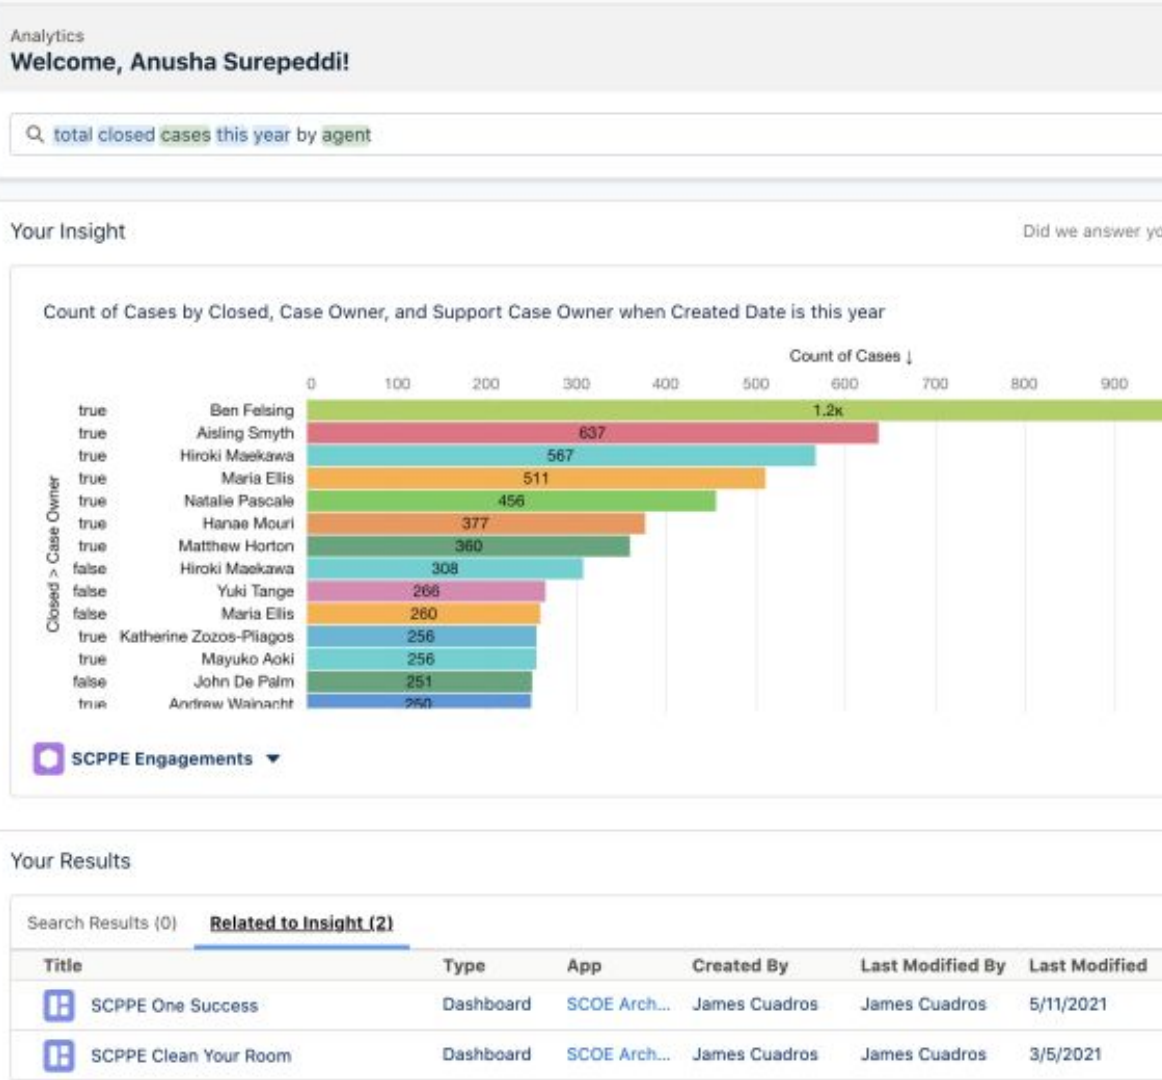 Analytics
Welcome, Anusha Surepeddi!
total closed cases this year by agent
Your Insight
Did we answer yo
Count of Cases by Closed, Case Owner, and Support Case Owner when Created Date is this year
Count of Cases ↓
0 100 200 300 400 500 600 700 800 900
Closed > Case Owner
true Ben Felsing 1.2k
true Aisling Smyth 637
true Hiroki Maekawa 567
true Maria Ellis 511
true Natalie Pascale 456
true Hanae Mouri 377
true Matthew Horton 360
false Hiroki Maekawa 308
false Yuki Tange 266
false Maria Ellis 260
true Katherine Zozos-Pliagos 256
true Mayuko Aoki 256
false John De Palm 251
true Andrew Wainacht 250
SCPPE Engagements
Your Results
Search Results (0) Related to Insight (2)
Title Type App Created By Last Modified By Last Modified
SCPPE One Success Dashboard SCOE Arch... James Cuadros James Cuadros 5/11/2021
SCPPE Clean Your Room Dashboard SCOE Arch... James Cuadros James Cuadros 3/5/2021